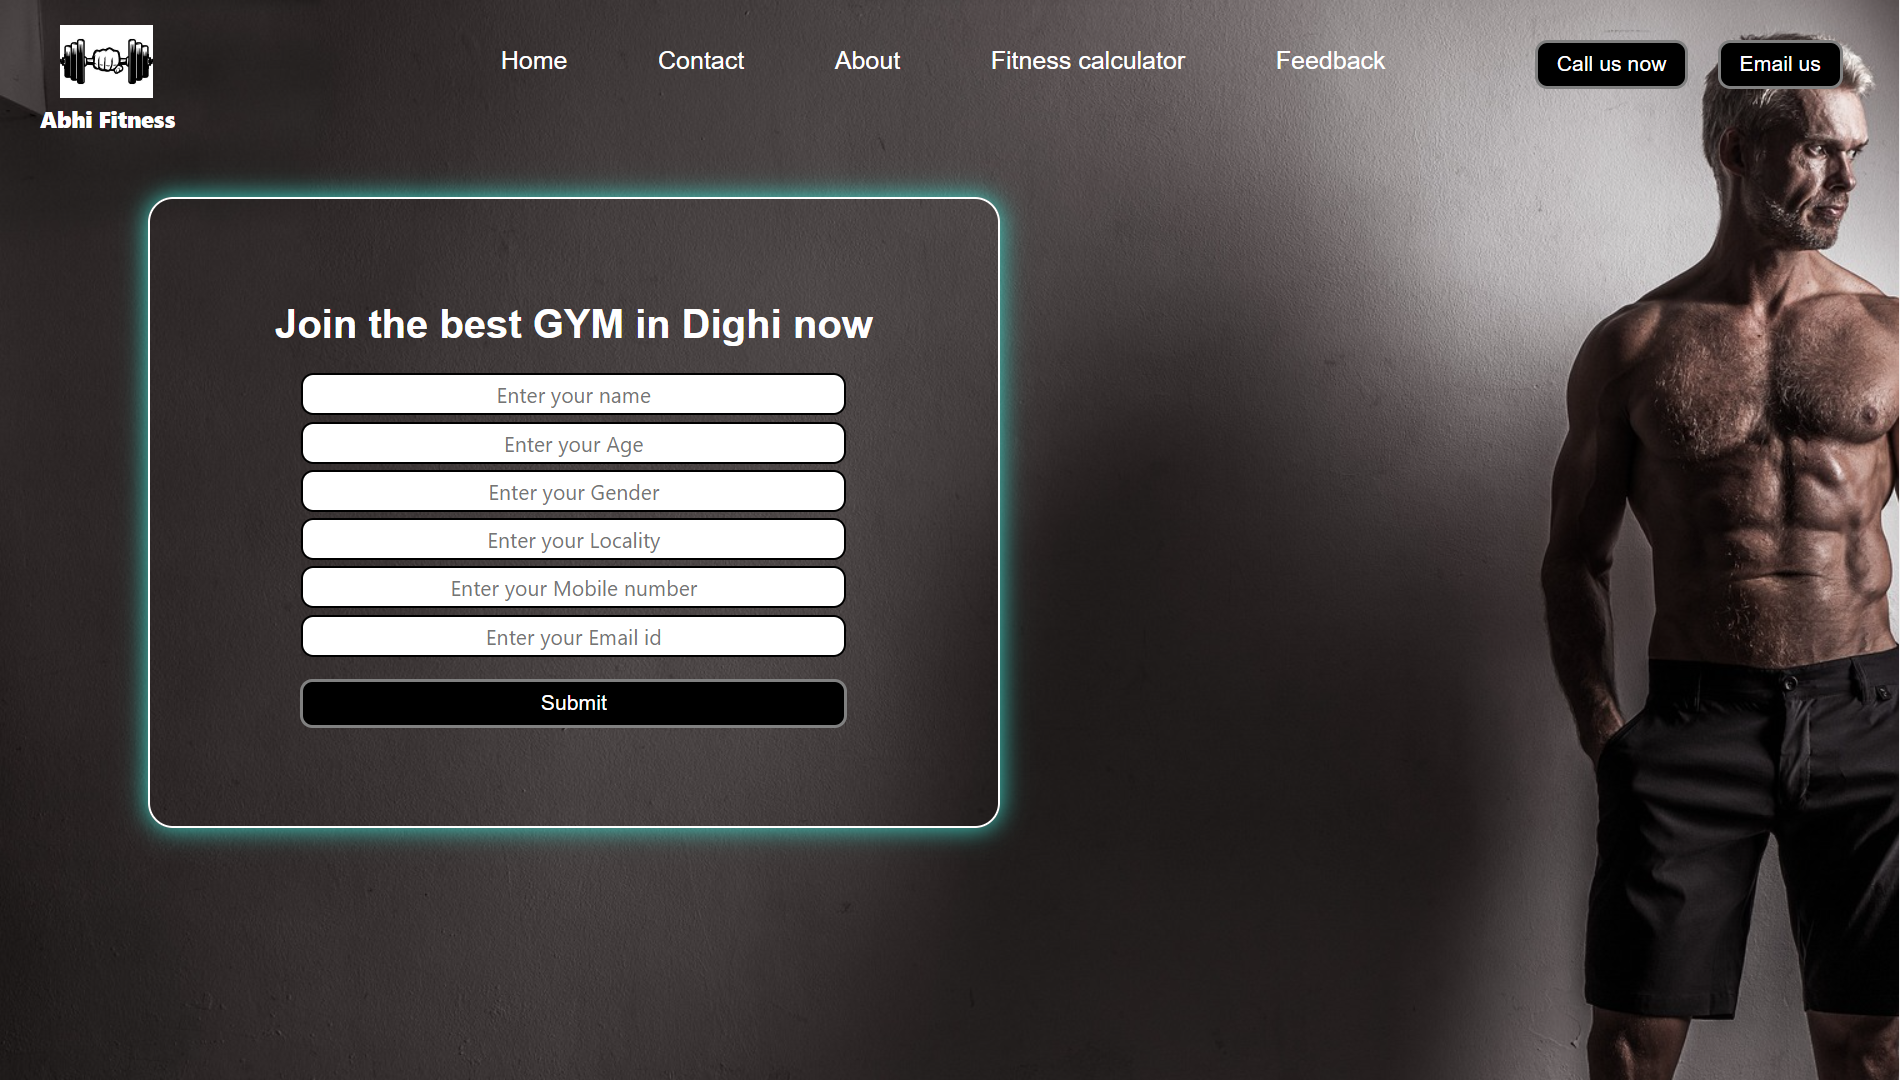 Home
Contact
About
Fitness calculator
Feedback
Call us now
Email us
Abhi Fitness
Join the best GYM in Dighi now
Enter your name
Enter your Age
Enter your Gender
Enter your Locality
Enter your Mobile number
Enter your Email id
Submit